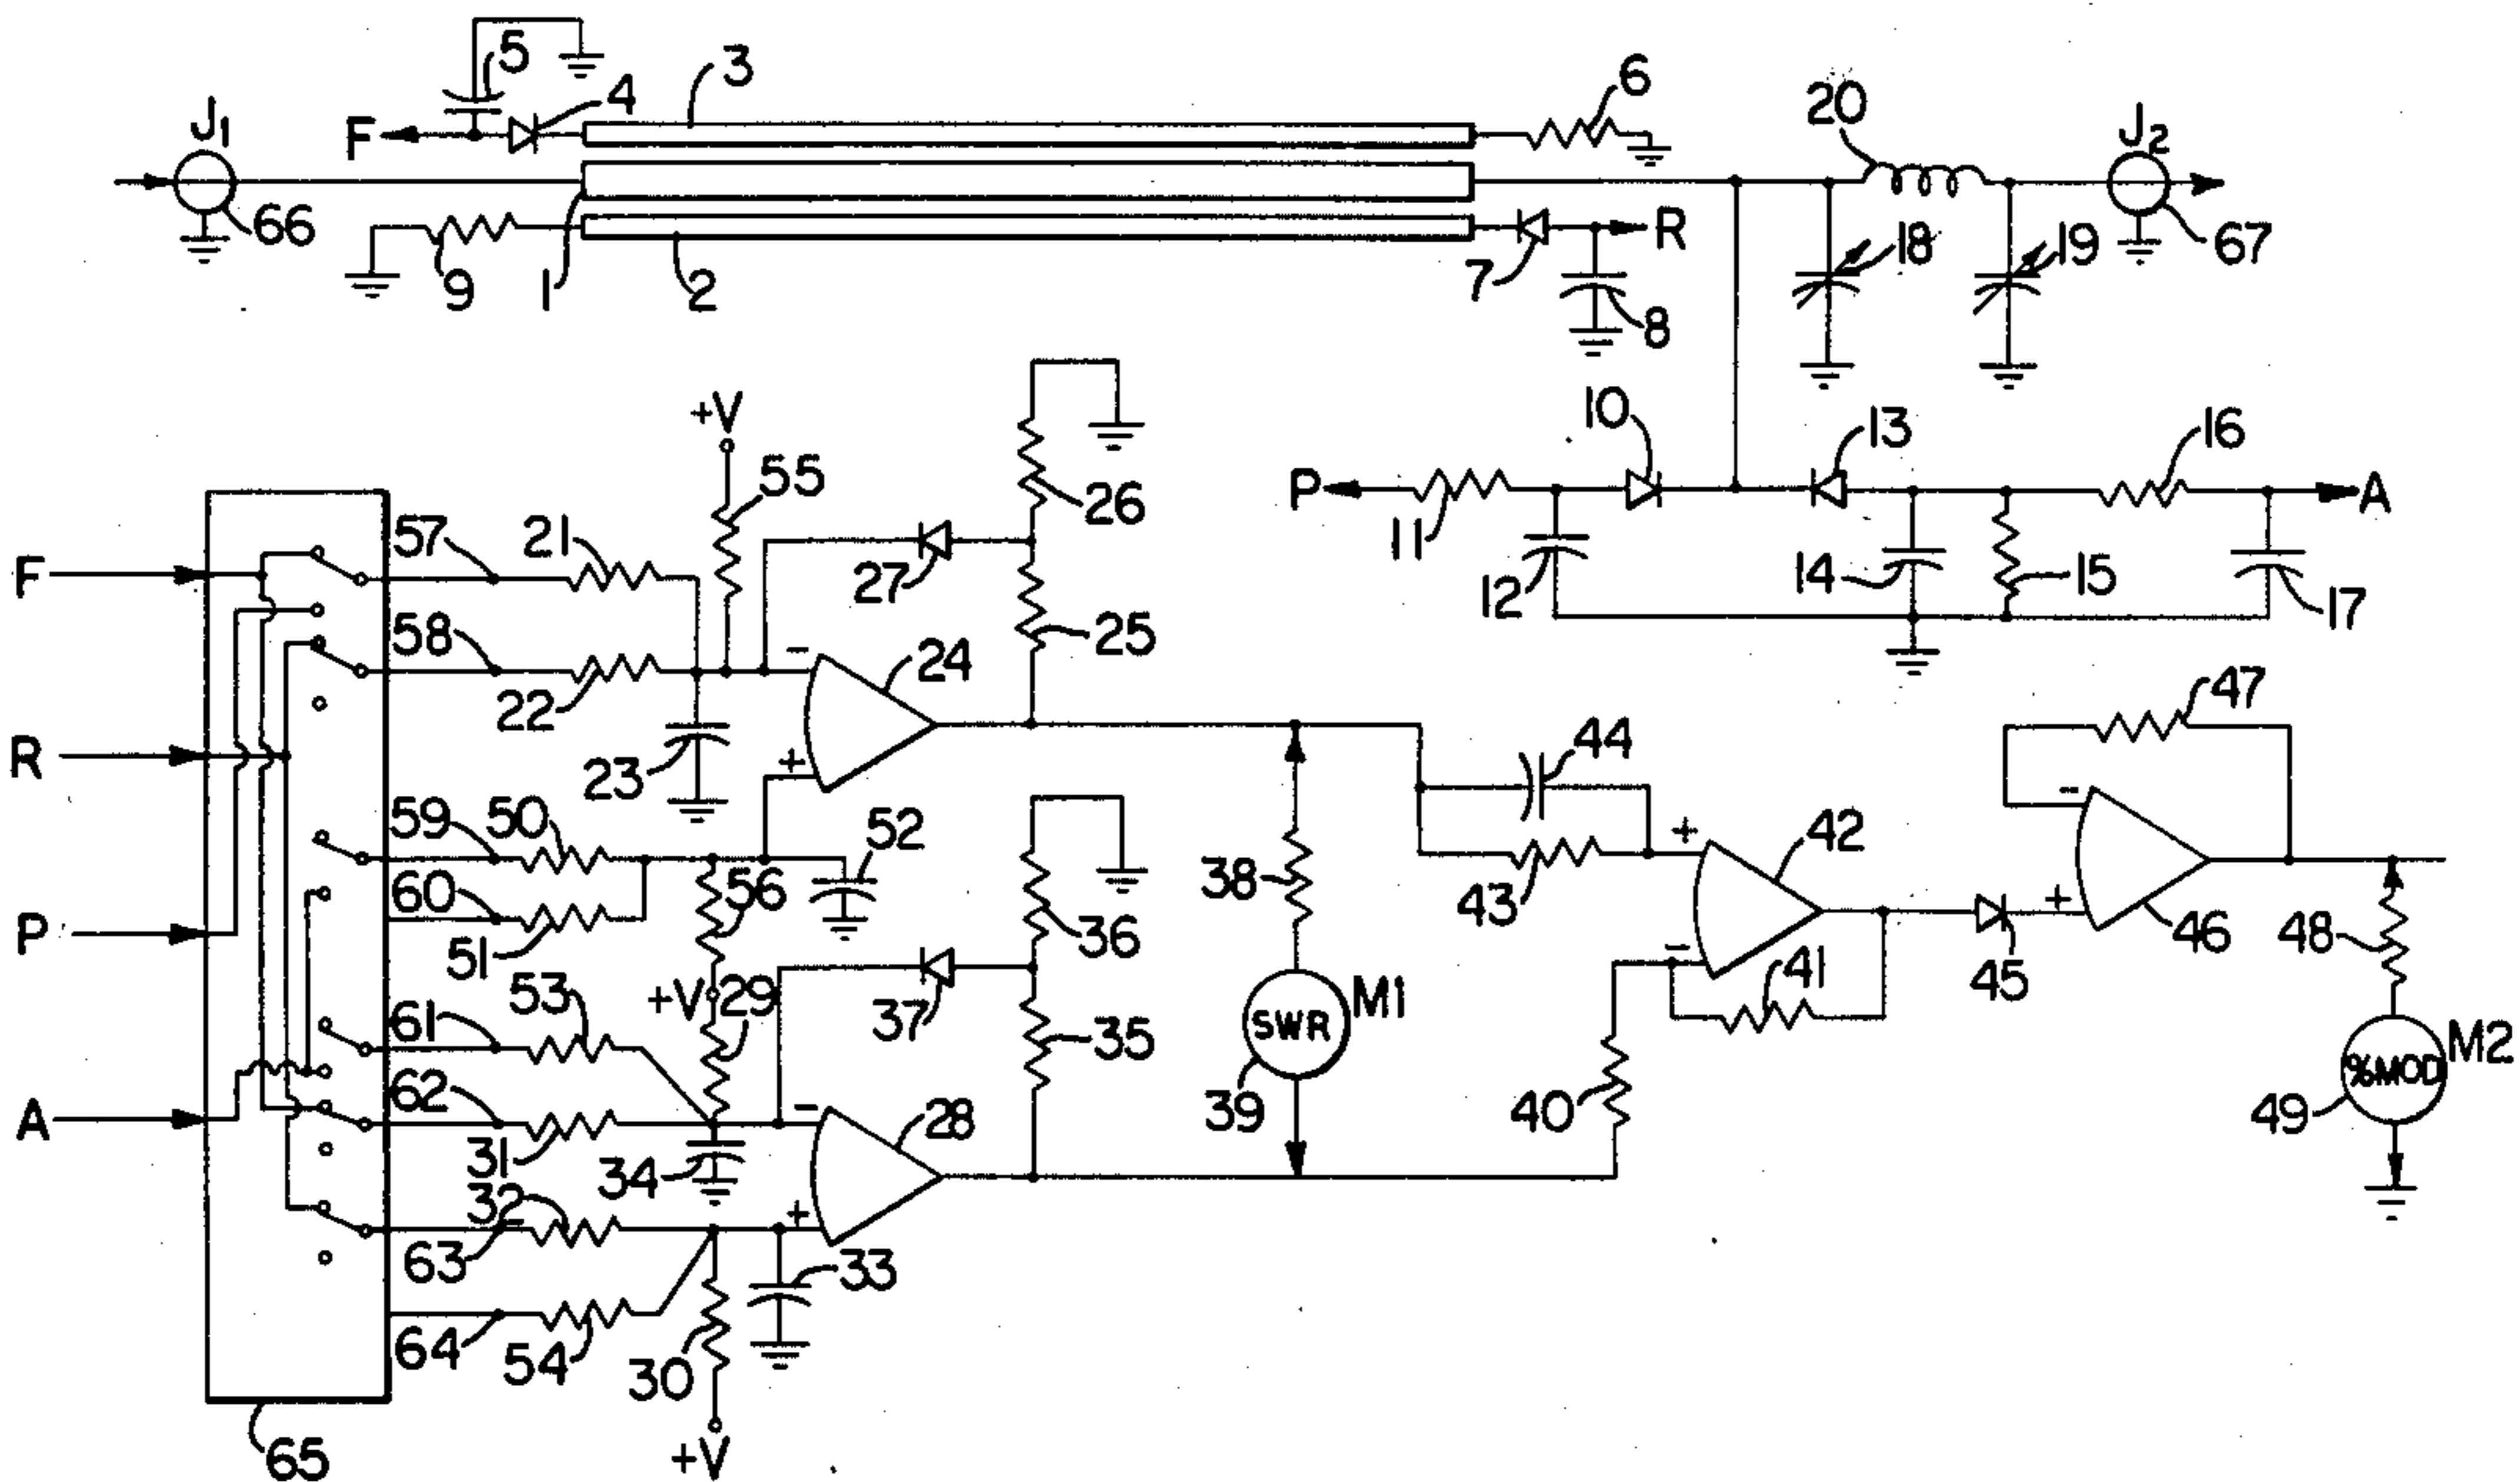 5 3 6
J1 F 4 20 J2
66 R 18 19 67
9 1 2 7 8
+V 10 13 16
55 26 P A
57 21 27 11 12 14 15 17
F
58 25
22 24 47
- +
R 23 44
59 50 52 + - 42
60 56 38 43
P 51 36 - + 46 48
+V 29 41 45
61 53 37 M1
SWR 35 M2
%MOD
A 62 39 40 49
31 34 - 28
32 +
63 33
64 54 30
65 +V